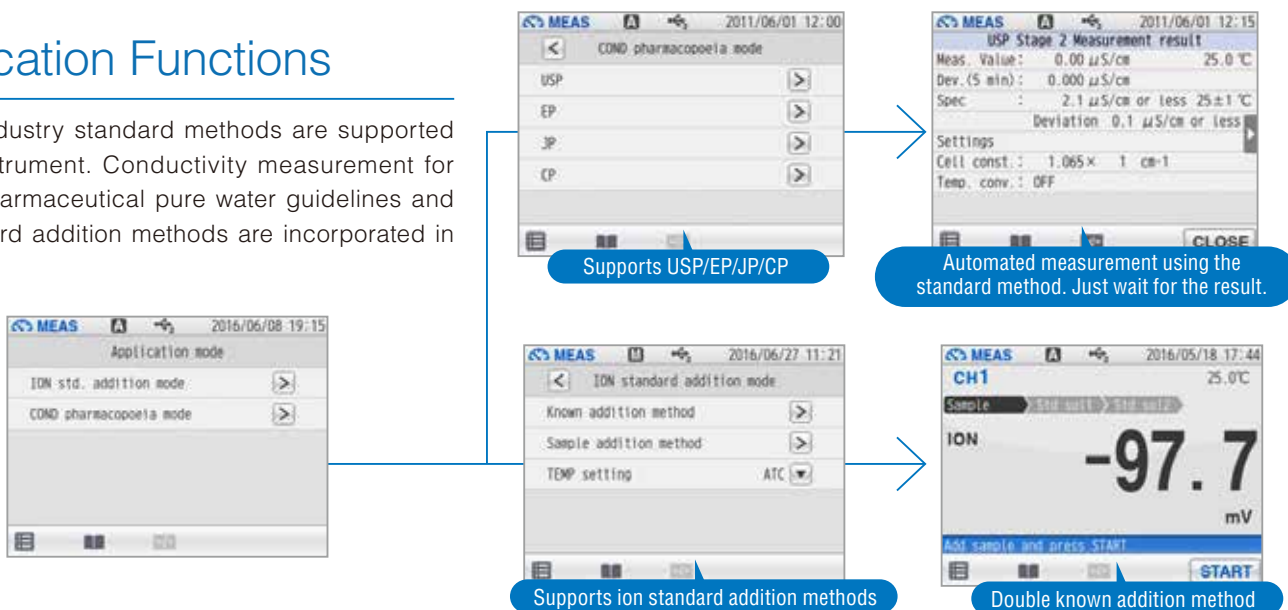 cation Functions
dustry standard methods are supported
trument. Conductivity measurement for
armaceutical pure water guidelines and
rd addition methods are incorporated in
MEAS A 2016/06/08 19:15
Application mode
ION std. addition mode >
COND pharmacopoeia mode >
MEAS A 2011/06/01 12:00
< COND pharmacopoeia mode
USP >
EP >
JP >
CP >
Supports USP/EP/JP/CP
MEAS A 2011/06/01 12:15
USP Stage 2 Measurement result
Meas. Value: 0.00 μS/cm 25.0 ℃
Dev.(5 min): 0.000 μS/cm
Spec : 2.1 μS/cm or less 25±1 ℃
Deviation 0.1 μS/cm or less
Settings
Cell const.: 1.065× 1 cm-1
Temp. conv.: OFF
CLOSE
Automated measurement using the
standard method. Just wait for the result.
MEAS M 2016/06/27 11:21
< ION standard addition mode
Known addition method >
Sample addition method >
TEMP setting ATC ▼
Supports ion standard addition methods
MEAS A 2016/05/18 17:44
CH1 25.0℃
Sample Std sol1 Std sol2
ION
-97.7
mV
Add sample and press START
START
Double known addition method